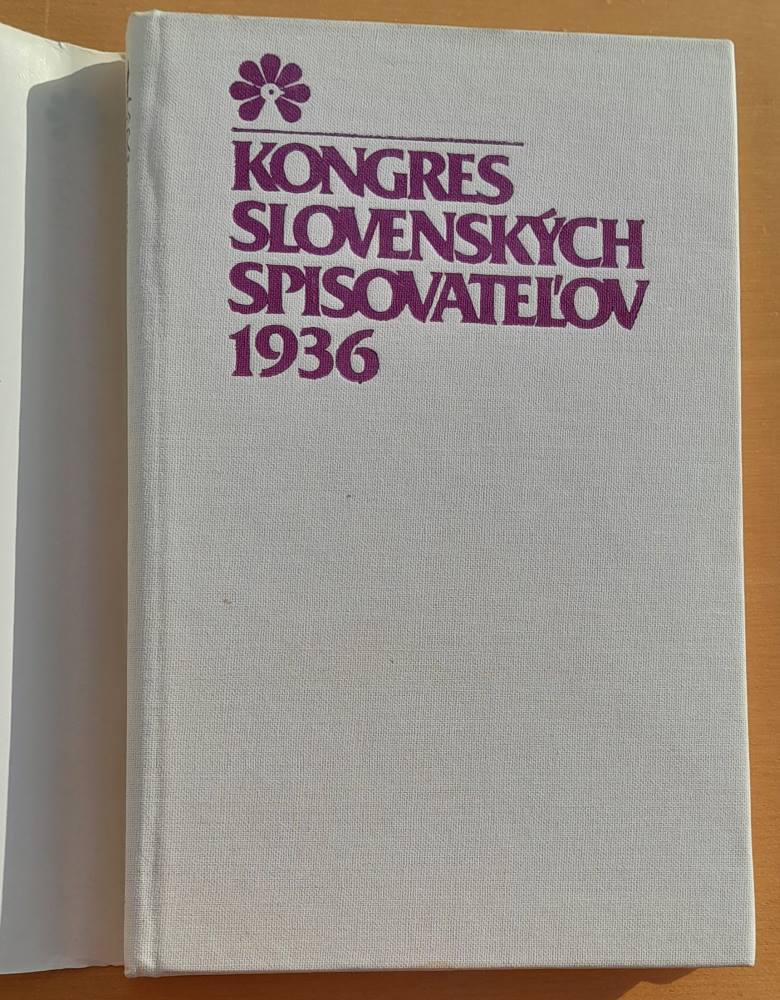 KONGRES
SLOVENSKÝCH
SPISOVATEĽOV
1936